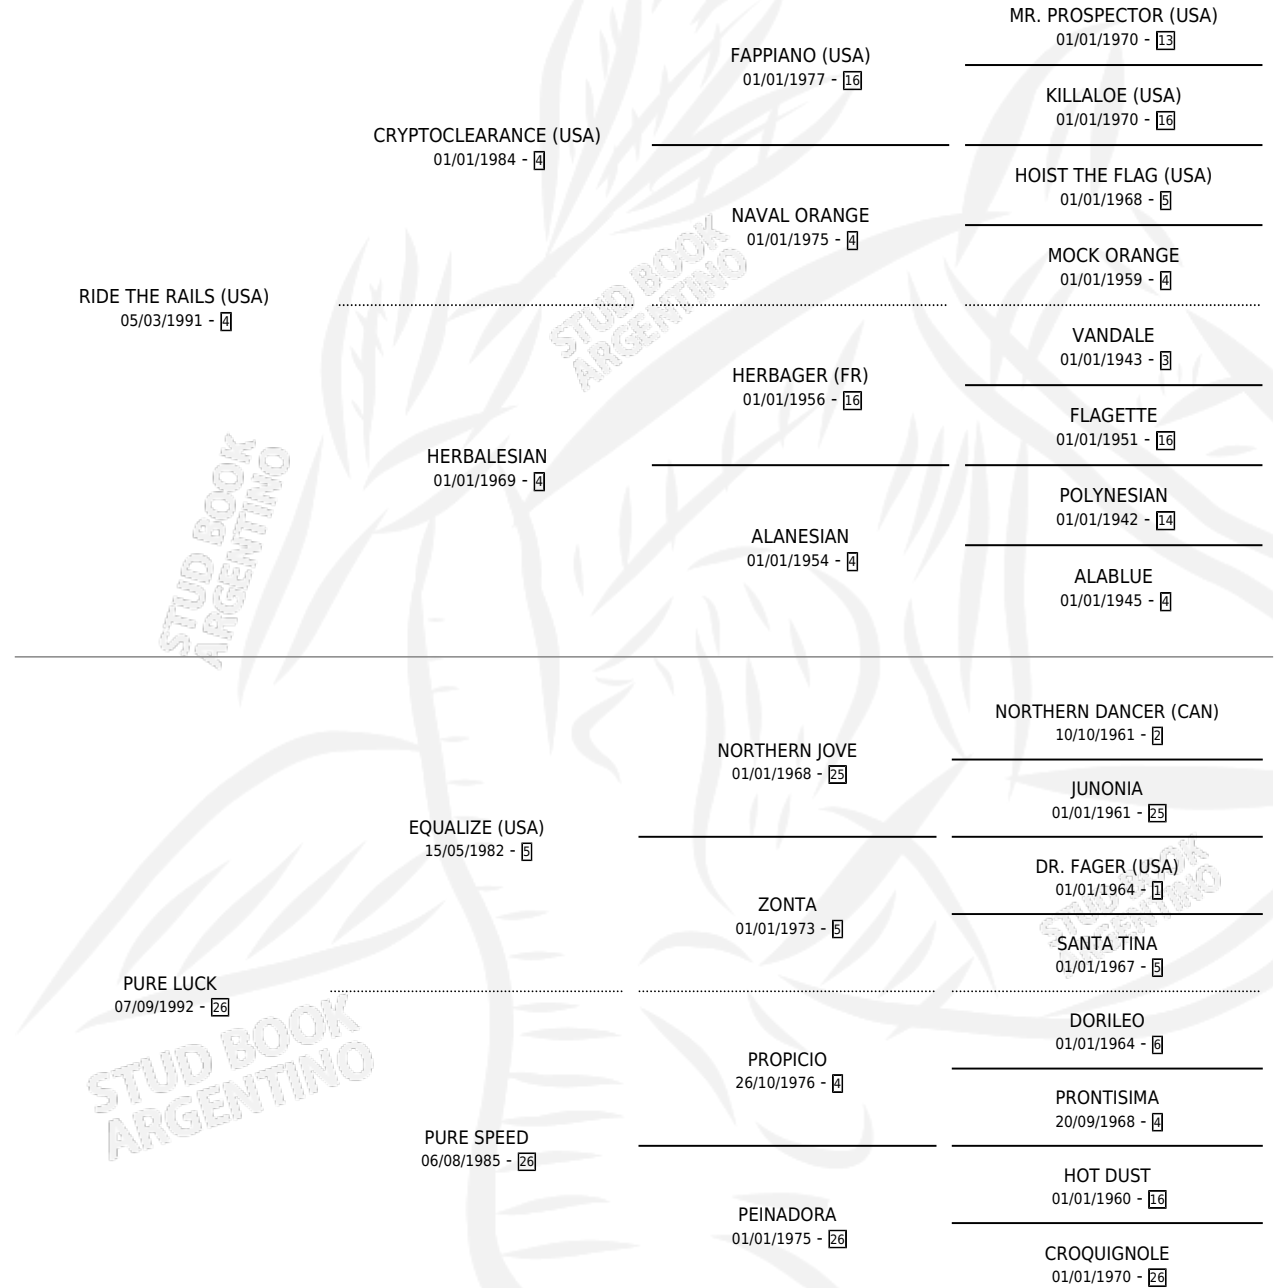 MR. PROSPECTOR (USA)
01/01/1970 - 13
FAPPIANO (USA)
01/01/1977 - 16
KILLALOE (USA)
01/01/1970 - 16
CRYPTOCLEARANCE (USA)
01/01/1984 - 4
HOIST THE FLAG (USA)
01/01/1968 - 5
NAVAL ORANGE
01/01/1975 - 4
MOCK ORANGE
01/01/1959 - 4
RIDE THE RAILS (USA)
05/03/1991 - 4
STUD BOOK
ARGENTINO
VANDALE
01/01/1943 - 3
HERBAGER (FR)
01/01/1956 - 16
FLAGETTE
01/01/1951 - 16
HERBALESIAN
01/01/1969 - 4
POLYNESIAN
01/01/1942 - 14
ALANESIAN
01/01/1954 - 4
ALABLUE
01/01/1945 - 4
STUD BOOK
ARGENTINO
NORTHERN DANCER (CAN)
10/10/1961 - 2
NORTHERN JOVE
01/01/1968 - 25
JUNONIA
01/01/1961 - 25
EQUALIZE (USA)
15/05/1982 - 5
DR. FAGER (USA)
01/01/1964 - 1
ZONTA
01/01/1973 - 5
STUD BOOK
ARGENTINO
SANTA TINA
01/01/1967 - 5
PURE LUCK
07/09/1992 - 26
DORILEO
01/01/1964 - 6
STUD BOOK
ARGENTINO
PROPICIO
26/10/1976 - 4
PRONTISIMA
20/09/1968 - 4
PURE SPEED
06/08/1985 - 26
HOT DUST
01/01/1960 - 16
PEINADORA
01/01/1975 - 26
CROQUIGNOLE
01/01/1970 - 26